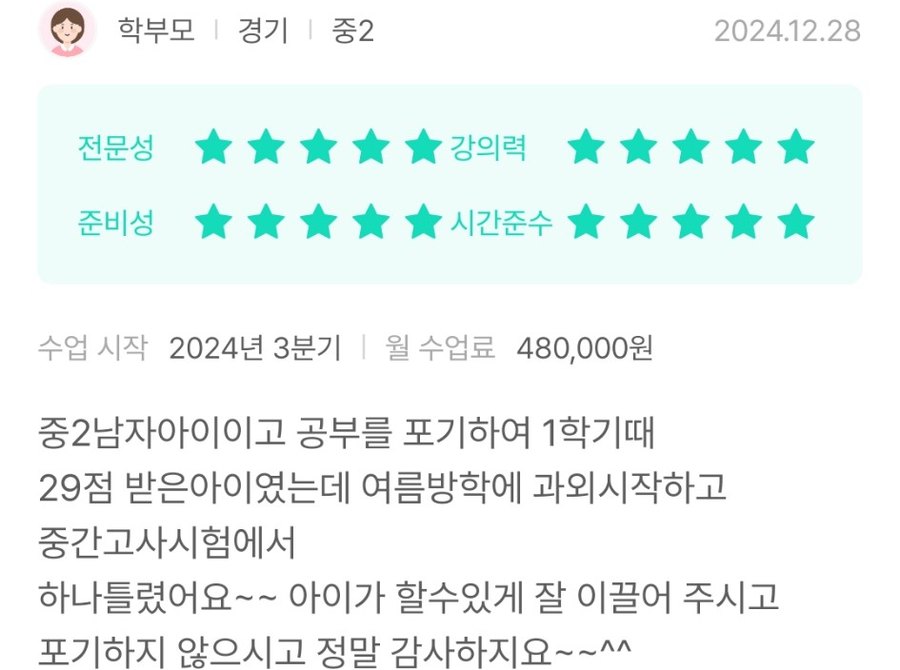 학부모 | 경기 | 중2 2024.12.28
전문성 ★★★★★ 강의력 ★★★★★
준비성 ★★★★★ 시간준수 ★★★★★
수업 시작 2024년 3분기 | 월 수업료 480,000원
중2남자아이이고 공부를 포기하여 1학기때
29점 받은아이였는데 여름방학에 과외시작하고
중간고사시험에서
하나틀렸어요~~ 아이가 할수있게 잘 이끌어 주시고
포기하지 않으시고 정말 감사하지요~~^^